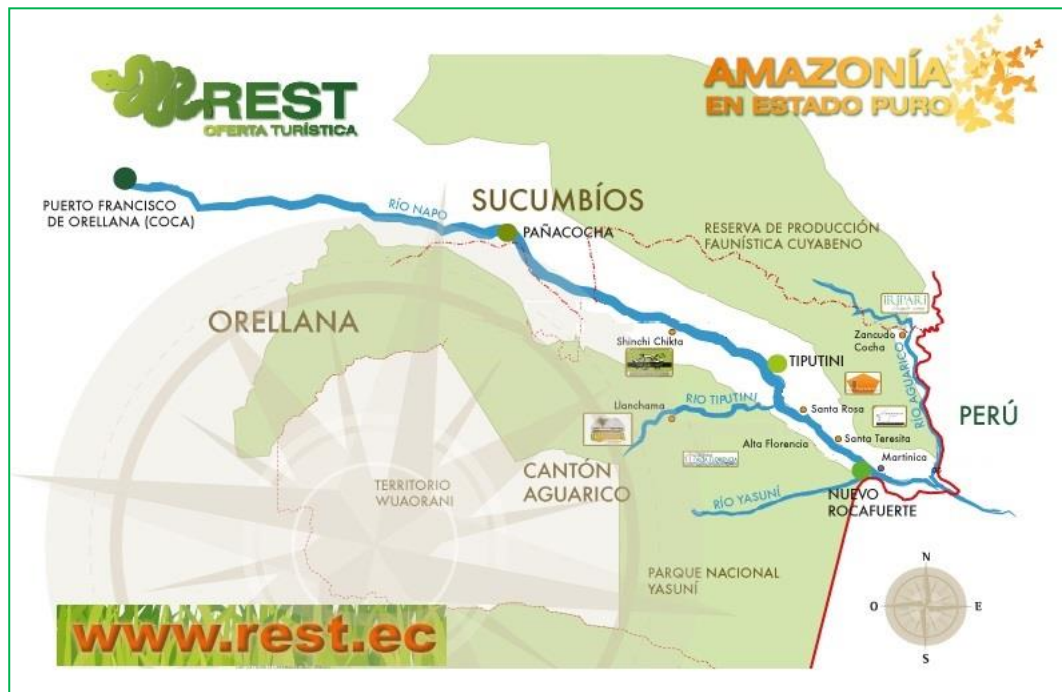 REST
OFERTA TURÍSTICA
AMAZONÍA
EN ESTADO PURO
PUERTO FRANCISCO
DE ORELLANA (COCA)
RÍO NAPO
SUCUMBÍOS
PAÑACOCHA
RESERVA DE PRODUCCIÓN
FAUNÍSTICA CUYABENO
ORELLANA
Zancudo
Cocha
Shinchi Chikta
TIPUTINI
RÍO AGUARICO
PERÚ
Llanchama
RÍO TIPUTINI
Santa Rosa
Alta Florencia
Santa Teresita
Martinica
CANTÓN
AGUARICO
TERRITORIO
WUAORANI
RÍO YASUNÍ
NUEVO
ROCAFUERTE
PARQUE NACIONAL
YASUNÍ
N
O
E
S
www.rest.ec